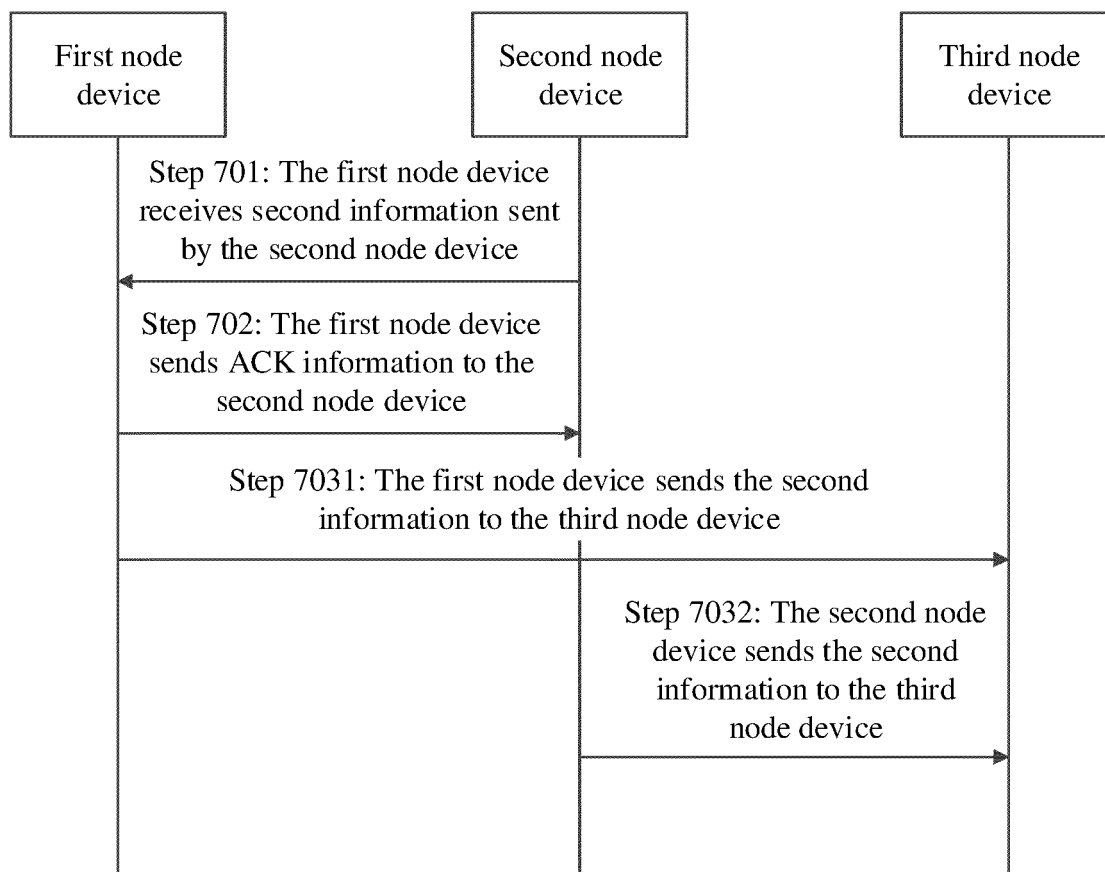 First node
device
Second node
device
Third node
device
Step 701: The first node device
receives second information sent
by the second node device
Step 702: The first node device
sends ACK information to the
second node device
Step 7031: The first node device sends the second
information to the third node device
Step 7032: The second node
device sends the second
information to the third
node device